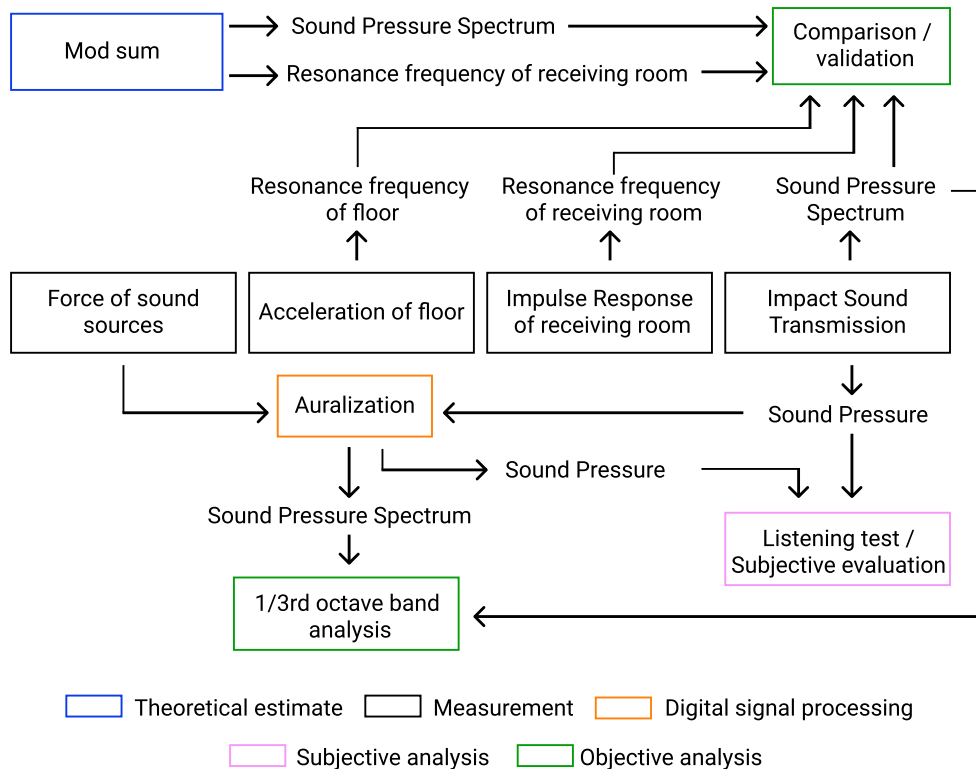 Mod sum
Sound Pressure Spectrum
Resonance frequency of receiving room
Comparison /
validation
Resonance frequency
of floor
Resonance frequency
of receiving room
Sound Pressure
Spectrum
Force of sound
sources
Acceleration of floor
Impulse Response
of receiving room
Impact Sound
Transmission
Auralization
Sound Pressure
Sound Pressure
Sound Pressure Spectrum
Listening test /
Subjective evaluation
1/3rd octave band
analysis
Theoretical estimate
Measurement
Digital signal processing
Subjective analysis
Objective analysis